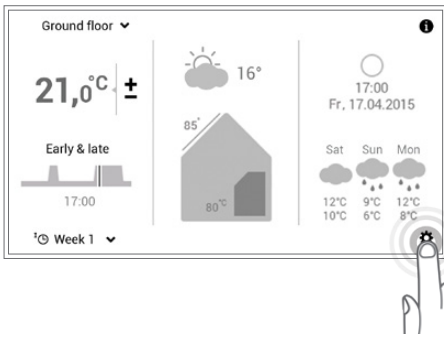 Ground floor
21,0°C ±
Early & late
17:00
¹ Week 1
16°
85°
80°C
17:00
Fr, 17.04.2015
Sat Sun Mon
12°C 9°C 12°C
10°C 6°C 8°C